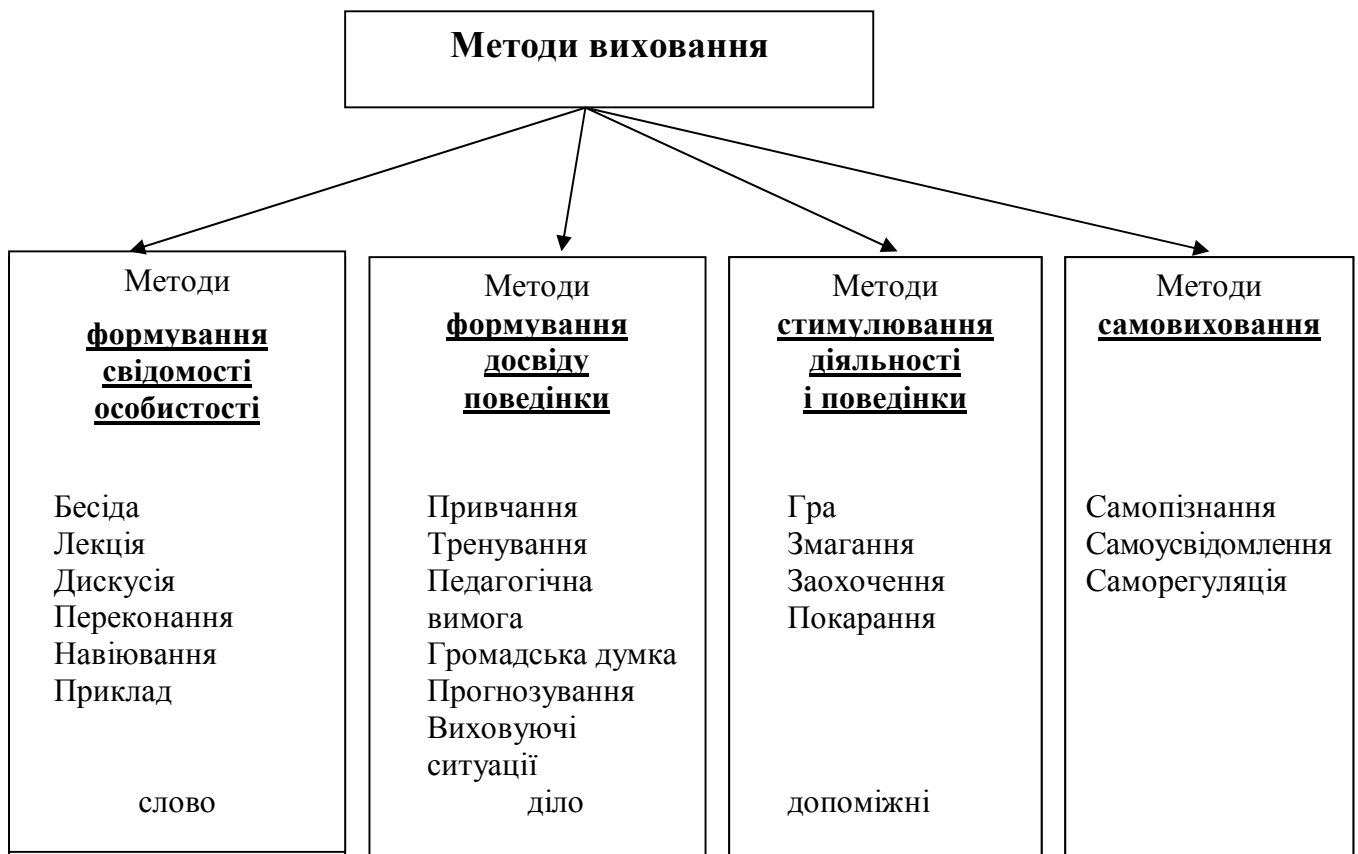 Методи виховання
Методи
формування
свідомості
особистості
Бесіда
Лекція
Дискусія
Переконання
Навіювання
Приклад
слово
Методи
формування
досвіду
поведінки
Привчання
Тренування
Педагогічна
вимога
Громадська думка
Прогнозування
Виховуючі
ситуації
діло
Методи
стимулювання
діяльності
і поведінки
Гра
Змагання
Заохочення
Покарання
допоміжні
Методи
самовиховання
Самопізнання
Самоусвідомлення
Саморегуляція